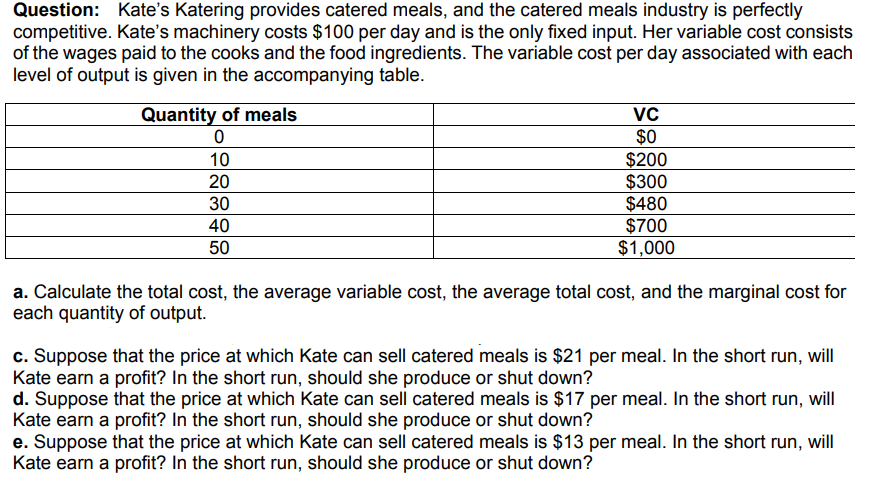 Question: Kate’s Katering provides catered meals, and the catered meals industry is perfectly
competitive. Kate’s machinery costs $100 per day and is the only fixed input. Her variable cost consists
of the wages paid to the cooks and the food ingredients. The variable cost per day associated with each
level of output is given in the accompanying table.
Quantity of meals VC
0 $0
10 $200
20 $300
30 $480
40 $700
50 $1,000
a. Calculate the total cost, the average variable cost, the average total cost, and the marginal cost for
each quantity of output.
c. Suppose that the price at which Kate can sell catered meals is $21 per meal. In the short run, will
Kate earn a profit? In the short run, should she produce or shut down?
d. Suppose that the price at which Kate can sell catered meals is $17 per meal. In the short run, will
Kate earn a profit? In the short run, should she produce or shut down?
e. Suppose that the price at which Kate can sell catered meals is $13 per meal. In the short run, will
Kate earn a profit? In the short run, should she produce or shut down?